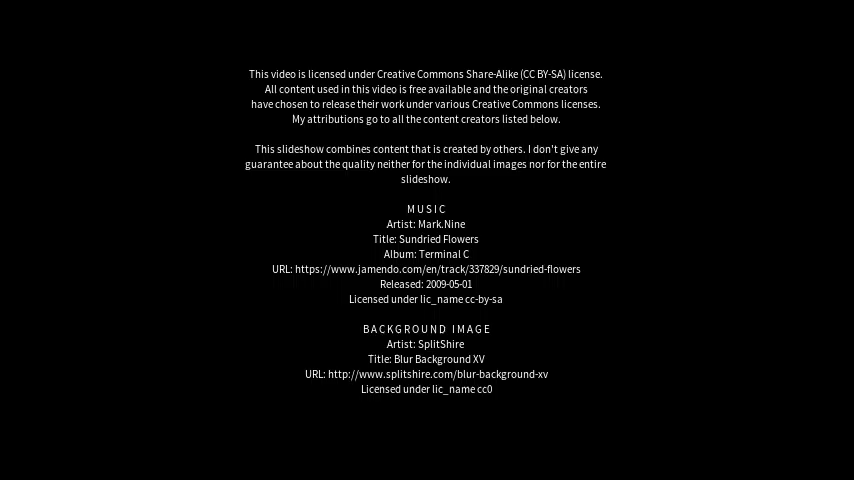 This video is licensed under Creative Commons Share-Alike (CC BY-SA) license.
All content used in this video is free available and the original creators
have chosen to release their work under various Creative Commons licenses.
My attributions go to all the content creators listed below.
This slideshow combines content that is created by others. I don't give any
guarantee about the quality neither for the individual images nor for the entire
slideshow.
MUSIC
Artist: Mark.Nine
Title: Sundried Flowers
Album: Terminal C
URL: https://www.jamendo.com/en/track/337829/sundried-flowers
Released: 2009-05-01
Licensed under lic_name cc-by-sa
BACKGROUND IMAGE
Artist: SplitShire
Title: Blur Background XV
URL: http://www.splitshire.com/blur-background-xv
Licensed under lic_name cc0